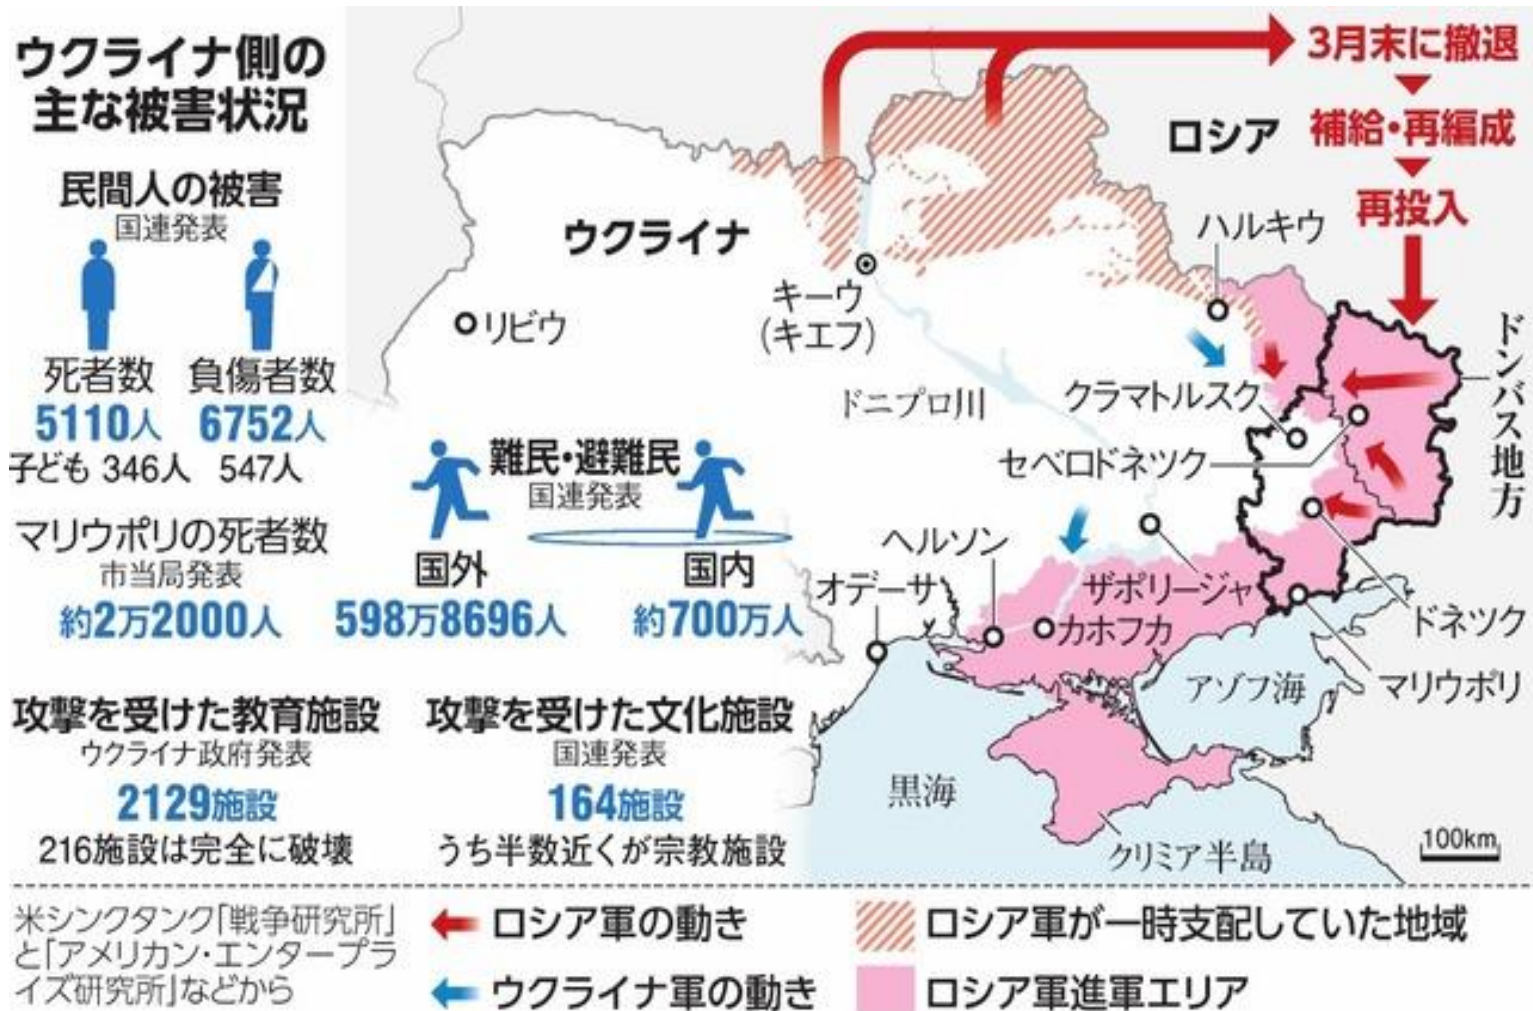 ウクライナ側の
主な被害状況
民間人の被害
国連発表
死者数
5110人
子ども 346人
負傷者数
6752人
547人
マリウポリの死者数
市当局発表
約2万2000人
難民・避難民
国連発表
国外
598万8696人
国内
約700万人
攻撃を受けた教育施設
ウクライナ政府発表
2129施設
216施設は完全に破壊
攻撃を受けた文化施設
国連発表
164施設
うち半数近くが宗教施設
3月末に撤退
補給・再編成
再投入
ロシア
ウクライナ
ハルキウ
キーウ
(キエフ)
リビウ
ドニプロ川
クラマトルスク
セベロドネツク
ドンバス地方
ヘルソン
オデーサ
ザポリージャ
カホフカ
ドネツク
マリウポリ
アゾフ海
黒海
クリミア半島
100km
米シンクタンク「戦争研究所」
と「アメリカン・エンタープラ
イズ研究所」などから
ロシア軍の動き
ウクライナ軍の動き
ロシア軍が一時支配していた地域
ロシア軍進軍エリア